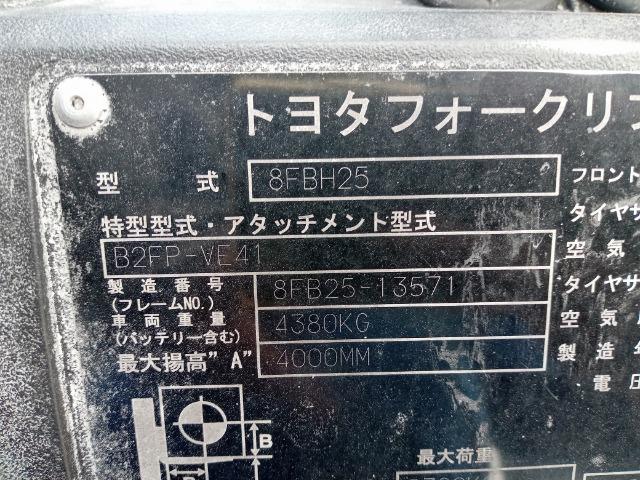 トヨタフォークリフ
型 式 8FBH25
フロント
特型型式・アタッチメント型式
タイヤサ
B2FP-VE41
空気
製造番号 8FB25-13571
(フレームNO.)
タイヤサ
車両重量 4380KG
(バッテリー含む)
空気
最大揚高"A" 4000MM
製造
電圧
B
最大荷重